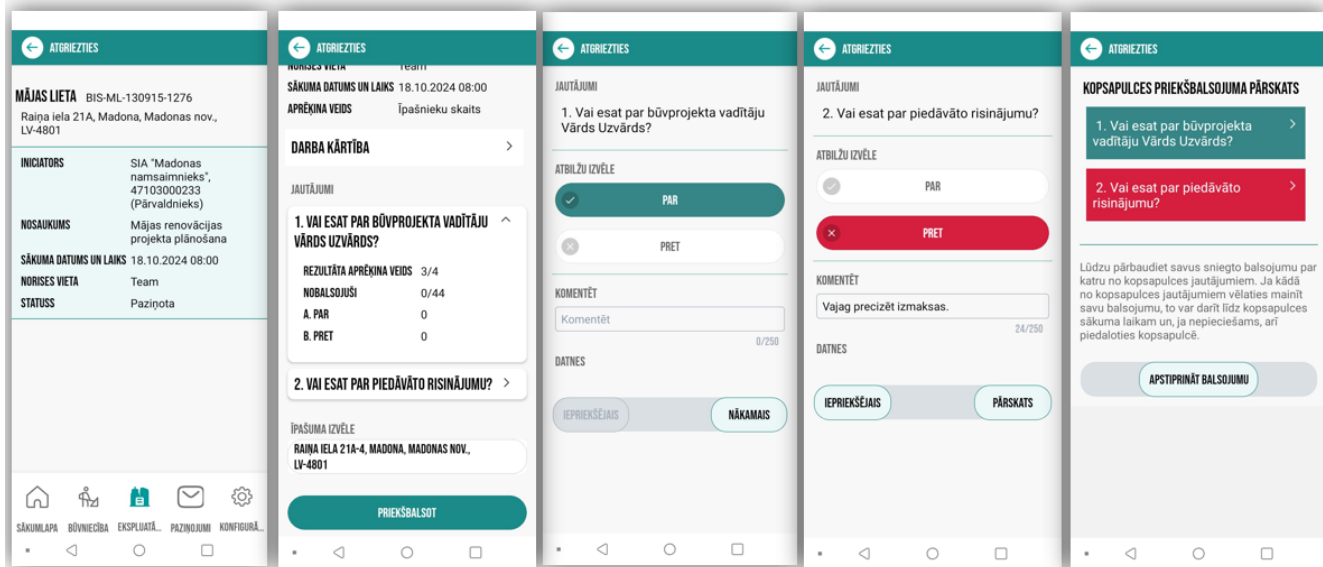 ATGRIEZTIES
MĀJAS LIETA BIS-ML-130915-1276
Raiņa iela 21A, Madona, Madonas nov.,
LV-4801
INICIATORS SIA "Madonas
namsaimnieks",
47103000233
(Pārvaldnieks)
NOSAUKUMS Mājas renovācijas
projekta plānošana
SĀKUMA DATUMS UN LAIKS 18.10.2024 08:00
NORISES VIETA Team
STATUSS Paziņota
SĀKUMLAPA BŪVNIECĪBA EKSPLUATĀ... PAZIŅOJUMI KONFIGURĀ...
ATGRIEZTIES
NORISES VIETA Team
SĀKUMA DATUMS UN LAIKS 18.10.2024 08:00
APRĒĶINA VEIDS Īpašnieku skaits
DARBA KĀRTĪBA
JAUTĀJUMI
1. VAI ESAT PAR BŪVPROJEKTA VADĪTĀJU
VĀRDS UZVĀRDS?
REZULTĀTA APRĒĶINA VEIDS 3/4
NOBALSOJUŠI 0/44
A. PAR 0
B. PRET 0
2. VAI ESAT PAR PIEDĀVĀTO RISINĀJUMU?
ĪPAŠUMA IZVĒLE
RAIŅA IELA 21A-4, MADONA, MADONAS NOV.,
LV-4801
PRIEKŠBALSOT
ATGRIEZTIES
JAUTĀJUMI
1. Vai esat par būvprojekta vadītāju
Vārds Uzvārds?
ATBILŽU IZVĒLE
PAR
PRET
KOMENTĒT
Komentēt
0/250
DATNES
IEPRIEKŠĒJAIS NĀKAMAIS
ATGRIEZTIES
JAUTĀJUMI
2. Vai esat par piedāvāto risinājumu?
ATBILŽU IZVĒLE
PAR
PRET
KOMENTĒT
Vajag precizēt izmaksas.
24/250
DATNES
IEPRIEKŠĒJAIS PĀRSKATS
ATGRIEZTIES
KOPSAPULCES PRIEKŠBALSOJUMA PĀRSKATS
1. Vai esat par būvprojekta
vadītāju Vārds Uzvārds?
2. Vai esat par piedāvāto
risinājumu?
Lūdzu pārbaudiet savus sniegto balsojumu par
katru no kopsapulces jautājumiem. Ja kādā
no kopsapulces jautājumiem vēlaties mainīt
savu balsojumu, to var darīt līdz kopsapulces
sākuma laikam un, ja nepieciešams, arī
piedaloties kopsapulcē.
APSTIPRINĀT BALSOJUMU